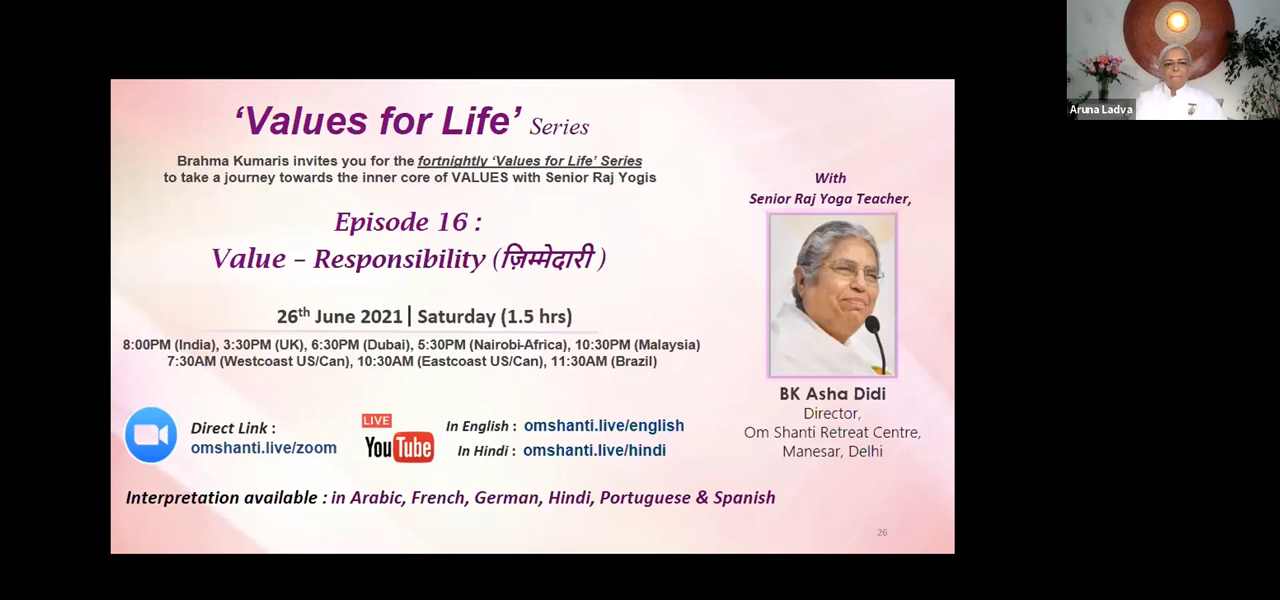 'Values for Life' Series
Brahma Kumaris invites you for the fortnightly 'Values for Life' Series
to take a journey towards the inner core of VALUES with Senior Raj Yogis
Episode 16 :
Value – Responsibility (ज़िम्मेदारी )
26th June 2021| Saturday (1.5 hrs)
8:00PM (India), 3:30PM (UK), 6:30PM (Dubai), 5:30PM (Nairobi-Africa), 10:30PM (Malaysia)
7:30AM (Westcoast US/Can), 10:30AM (Eastcoast US/Can), 11:30AM (Brazil)
Direct Link :
omshanti.live/zoom
LIVE
YouTube
In English : omshanti.live/english
In Hindi : omshanti.live/hindi
Interpretation available : in Arabic, French, German, Hindi, Portuguese & Spanish
With
Senior Raj Yoga Teacher,
BK Asha Didi
Director,
Om Shanti Retreat Centre,
Manesar, Delhi
26
Aruna Ladva